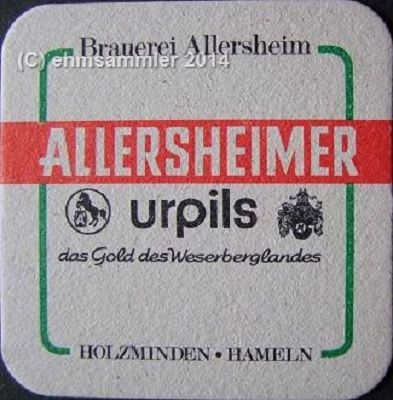 Brauerei Allersheim
(C) ehmsammler 2014
ALLERSHEIMER
urpils
das Gold des Weserberglandes
HOLZMINDEN • HAMELN